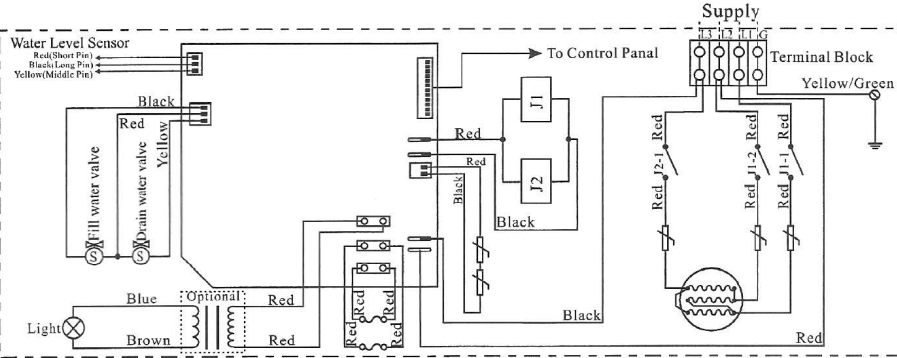 Supply
L3 L2 L1 G
Water Level Sensor
Red(Short Pin)
Black(Long Pin)
Yellow(Middle Pin)
To Control Panal
Terminal Block
Yellow/Green
Black
Red
Yellow
Fill water valve
Drain water valve
S
S
Red
Red
Black
Black
J1
J2
Red
Red
Red
J2-1
J1-2
J1-1
Red
Red
Red
Optional
Blue
Brown
Light
Red
Red
Red
Red
Red
Red
Black
Red